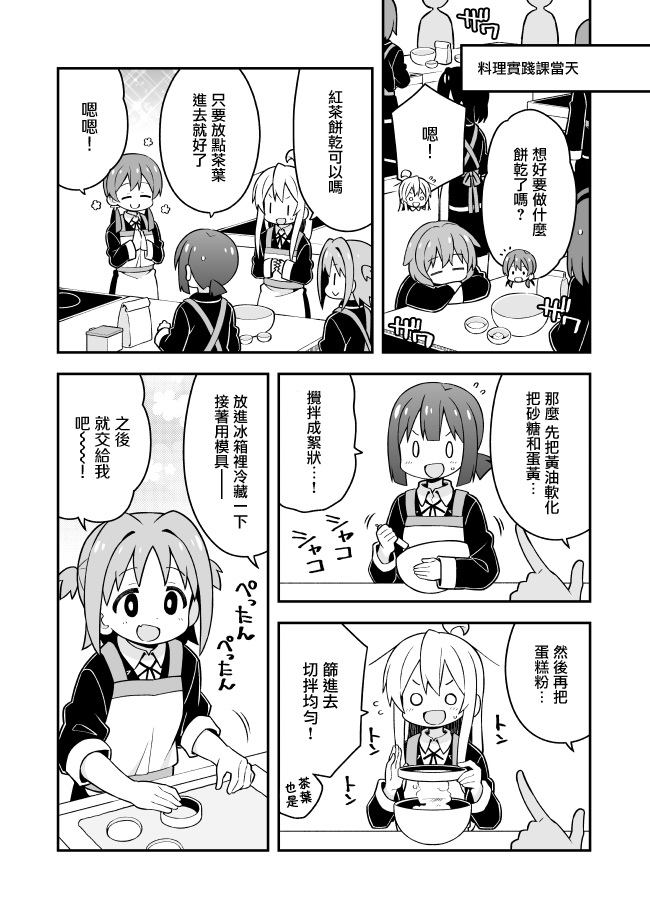 料理實踐課當天
ザワ
想好要做什麼
餅乾了嗎？
嗯！
ザワ
ザワ
紅茶餅乾可以嗎
只要放點茶葉
進去就好了
嗯嗯！
那麼 先把黃油軟化
把砂糖和蛋黃…
攪拌成絮狀…！
シャコ
シャコ
然後再把
蛋糕粉…
篩進去
切拌均勻！
トン
トン
トン
茶葉
也是
放進冰箱裡冷藏一下
接著用模具——
之後
就交給我
吧~~~！
ぺったん
ぺったん